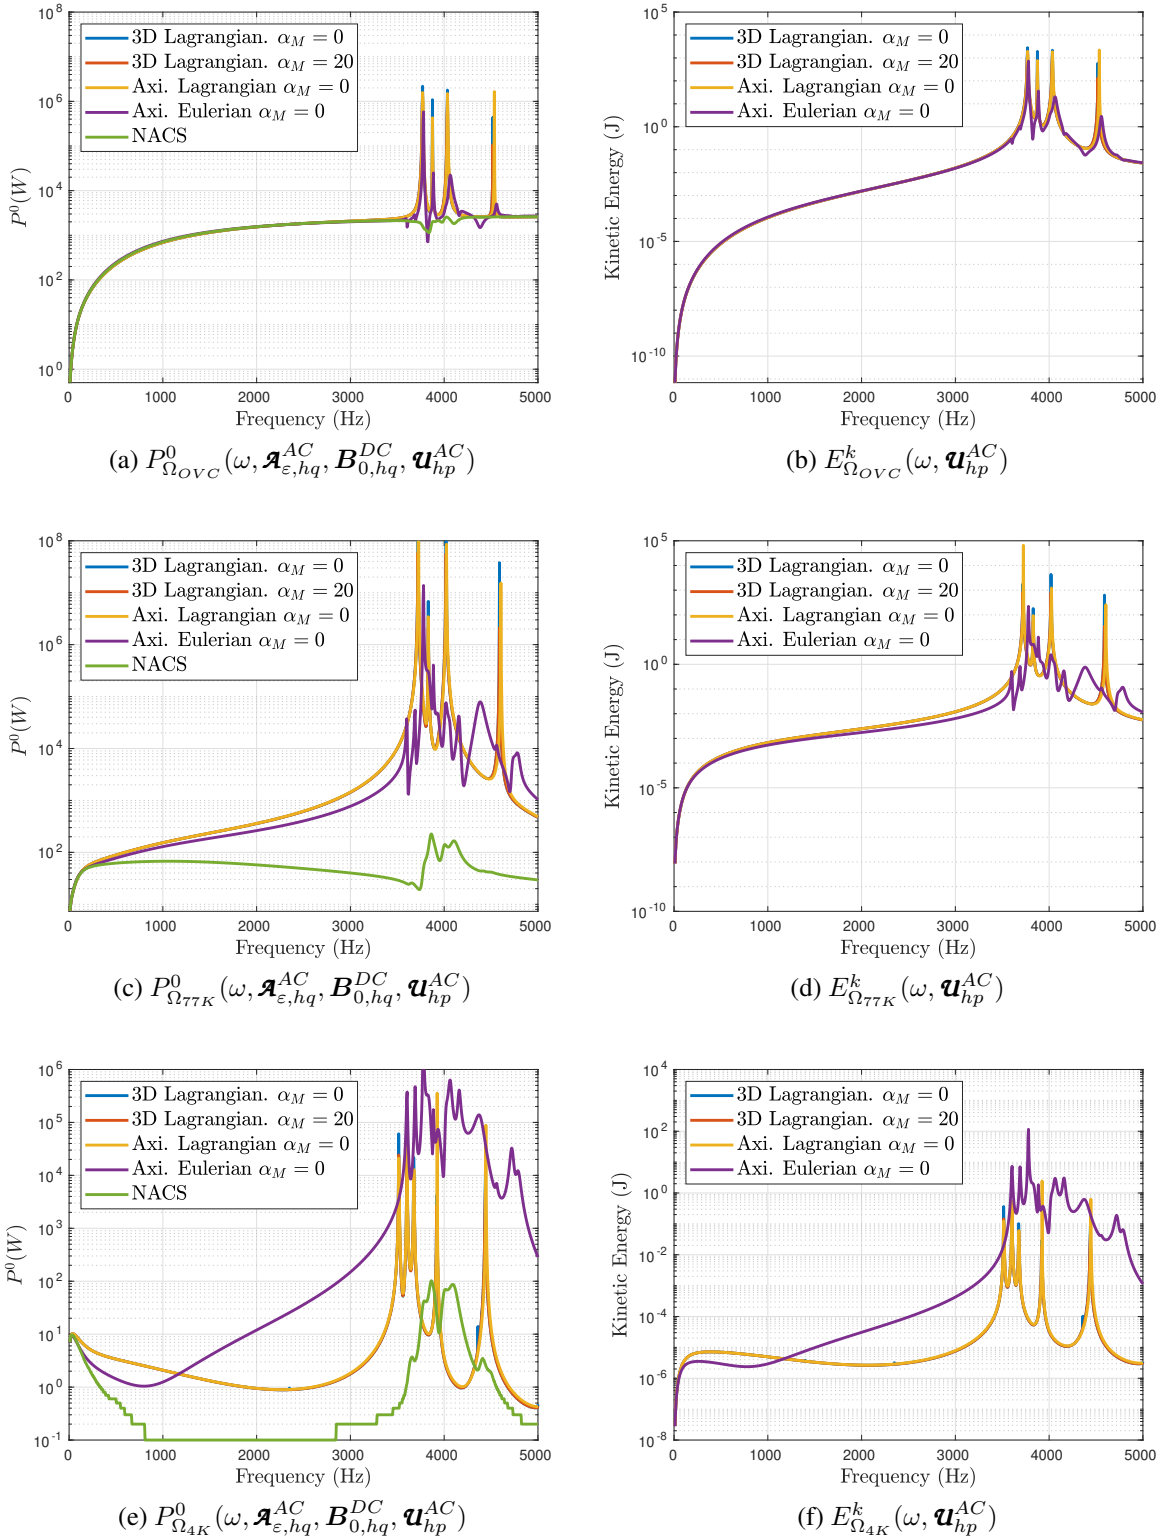 10^8
10^6
10^4
10^2
10^0
P^0(W)
3D Lagrangian. α_M = 0
3D Lagrangian. α_M = 20
Axi. Lagrangian α_M = 0
Axi. Eulerian α_M = 0
NACS
0 1000 2000 3000 4000 5000
Frequency (Hz)
(a) P^0_{Ω_{OVC}}(ω, 𝓐^{AC}_{ε,hq}, B^{DC}_{0,hq}, 𝓤^{AC}_{hp})
10^5
10^0
10^-5
10^-10
Kinetic Energy (J)
3D Lagrangian. α_M = 0
3D Lagrangian. α_M = 20
Axi. Lagrangian α_M = 0
Axi. Eulerian α_M = 0
0 1000 2000 3000 4000 5000
Frequency (Hz)
(b) E^k_{Ω_{OVC}}(ω, 𝓤^{AC}_{hp})
10^8
10^6
10^4
10^2
P^0(W)
3D Lagrangian. α_M = 0
3D Lagrangian. α_M = 20
Axi. Lagrangian α_M = 0
Axi. Eulerian α_M = 0
NACS
0 1000 2000 3000 4000 5000
Frequency (Hz)
(c) P^0_{Ω_{77K}}(ω, 𝓐^{AC}_{ε,hq}, B^{DC}_{0,hq}, 𝓤^{AC}_{hp})
10^5
10^0
10^-5
10^-10
Kinetic Energy (J)
3D Lagrangian. α_M = 0
3D Lagrangian. α_M = 20
Axi. Lagrangian α_M = 0
Axi. Eulerian α_M = 0
0 1000 2000 3000 4000 5000
Frequency (Hz)
(d) E^k_{Ω_{77K}}(ω, 𝓤^{AC}_{hp})
10^6
10^5
10^4
10^3
10^2
10^1
10^0
10^-1
P^0(W)
3D Lagrangian. α_M = 0
3D Lagrangian. α_M = 20
Axi. Lagrangian α_M = 0
Axi. Eulerian α_M = 0
NACS
0 1000 2000 3000 4000 5000
Frequency (Hz)
(e) P^0_{Ω_{4K}}(ω, 𝓐^{AC}_{ε,hq}, B^{DC}_{0,hq}, 𝓤^{AC}_{hp})
10^4
10^2
10^0
10^-2
10^-4
10^-6
10^-8
Kinetic Energy (J)
3D Lagrangian. α_M = 0
3D Lagrangian. α_M = 20
Axi. Lagrangian α_M = 0
Axi. Eulerian α_M = 0
0 1000 2000 3000 4000 5000
Frequency (Hz)
(f) E^k_{Ω_{4K}}(ω, 𝓤^{AC}_{hp})